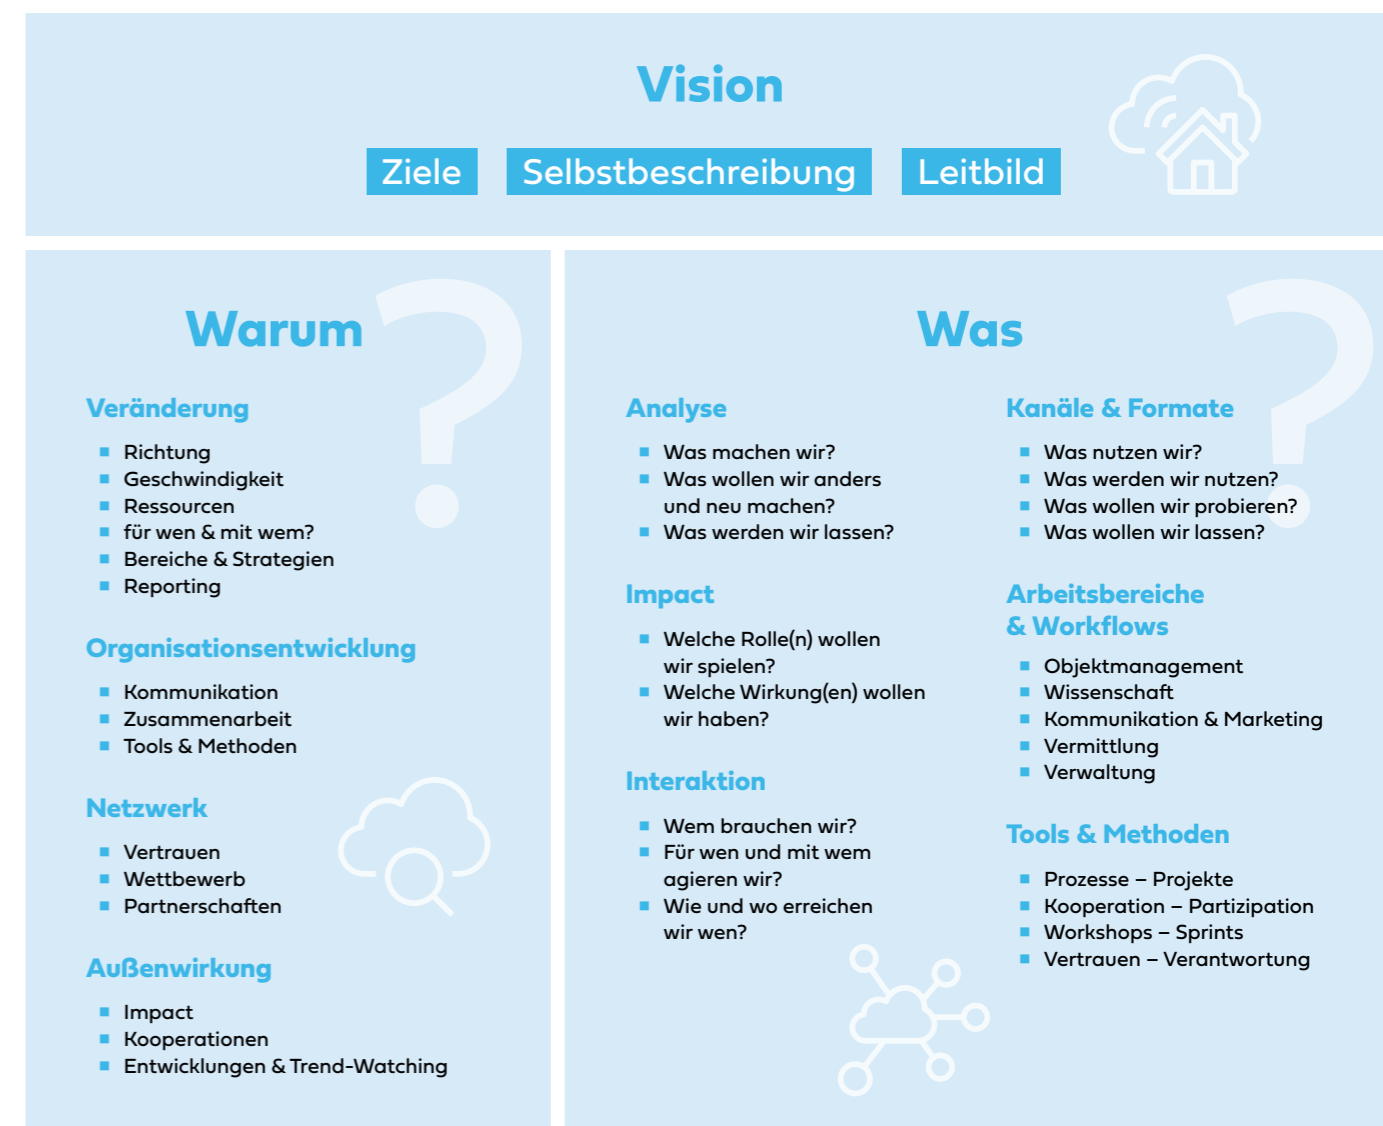 Vision
Ziele Selbstbeschreibung Leitbild
Warum
Veränderung
Richtung
Geschwindigkeit
Ressourcen
für wen & mit wem?
Bereiche & Strategien
Reporting
Organisationsentwicklung
Kommunikation
Zusammenarbeit
Tools & Methoden
Netzwerk
Vertrauen
Wettbewerb
Partnerschaften
Außenwirkung
Impact
Kooperationen
Entwicklungen & Trend-Watching
Was
Analyse
Was machen wir?
Was wollen wir anders
und neu machen?
Was werden wir lassen?
Impact
Welche Rolle(n) wollen
wir spielen?
Welche Wirkung(en) wollen
wir haben?
Interaktion
Wem brauchen wir?
Für wen und mit wem
agieren wir?
Wie und wo erreichen
wir wen?
Kanäle & Formate
Was nutzen wir?
Was werden wir nutzen?
Was wollen wir probieren?
Was wollen wir lassen?
Arbeitsbereiche
& Workflows
Objektmanagement
Wissenschaft
Kommunikation & Marketing
Vermittlung
Verwaltung
Tools & Methoden
Prozesse – Projekte
Kooperation – Partizipation
Workshops – Sprints
Vertrauen – Verantwortung